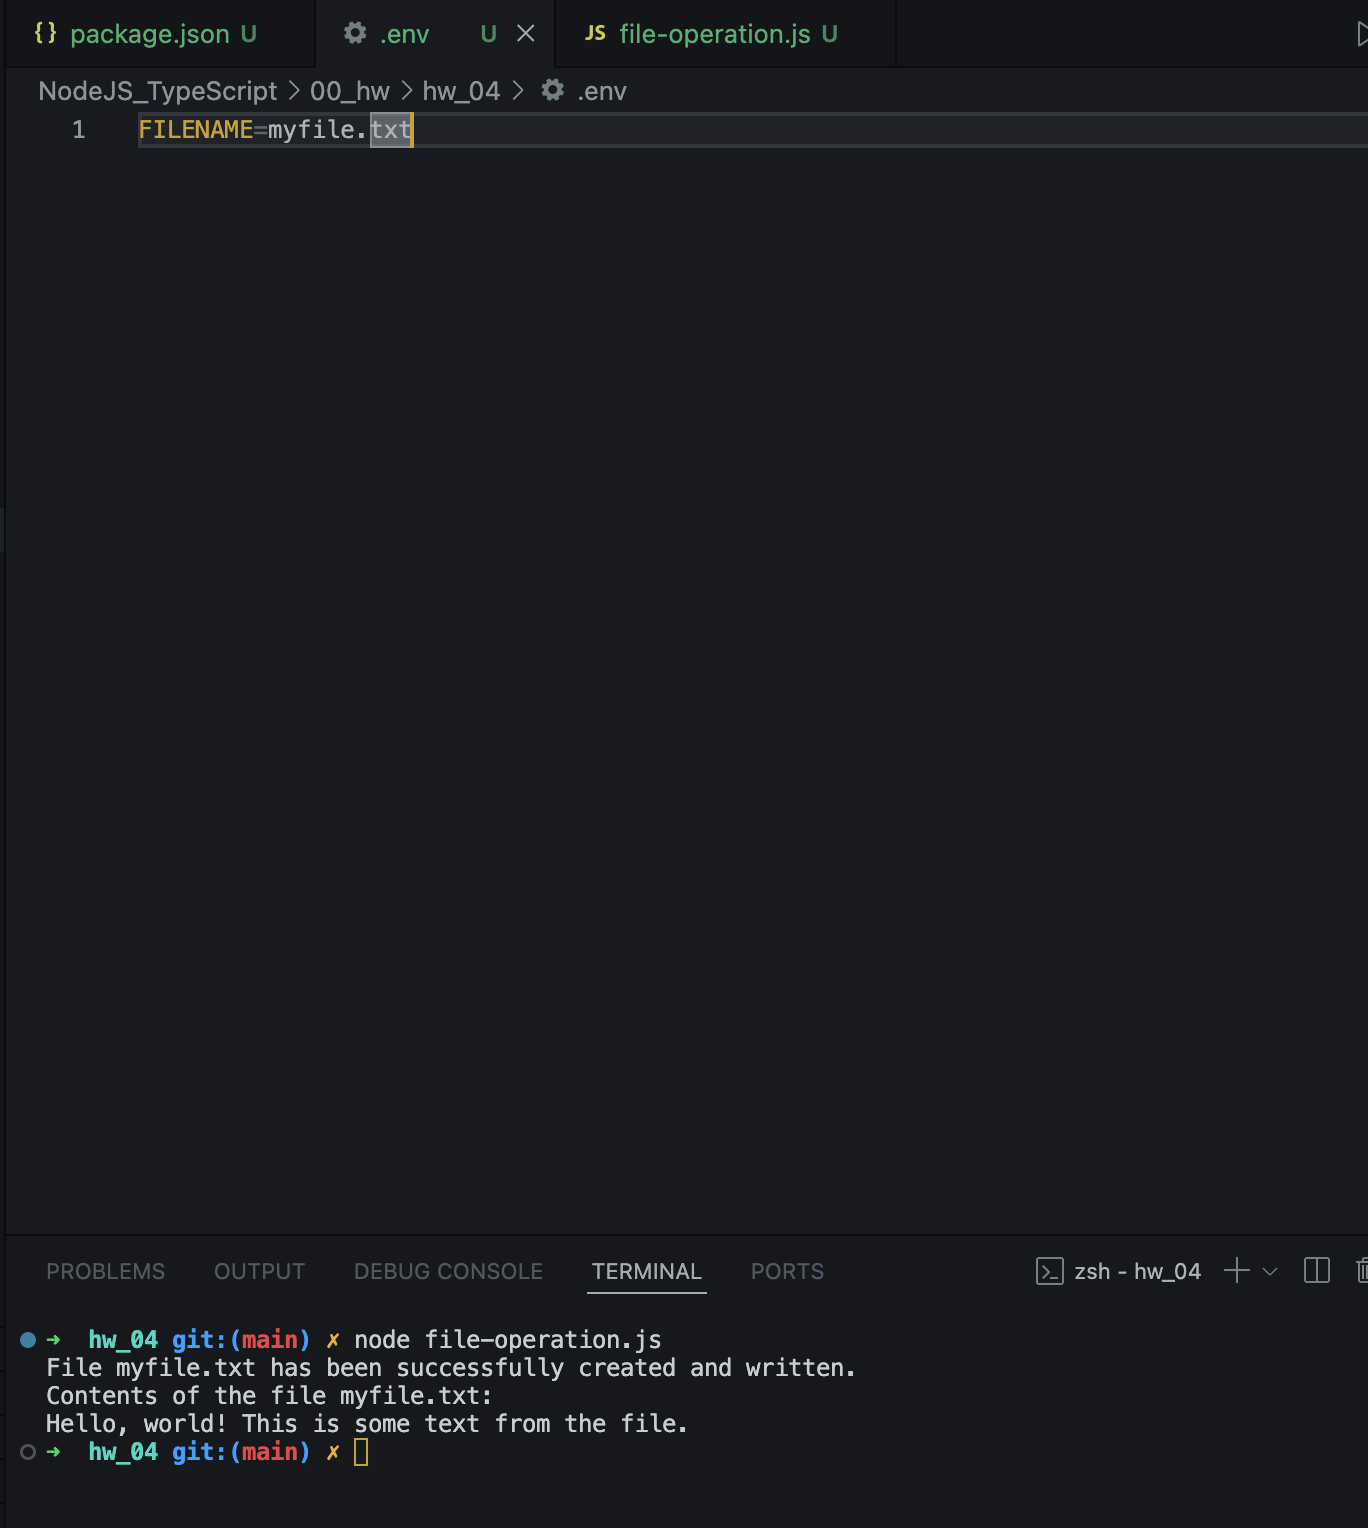 {} package.json U
.env U
JS file-operation.js U
NodeJS_TypeScript > 00_hw > hw_04 > .env
1 FILENAME=myfile.txt
PROBLEMS OUTPUT DEBUG CONSOLE TERMINAL PORTS
zsh - hw_04
➜ hw_04 git:(main) ✗ node file-operation.js
File myfile.txt has been successfully created and written.
Contents of the file myfile.txt:
Hello, world! This is some text from the file.
➜ hw_04 git:(main) ✗